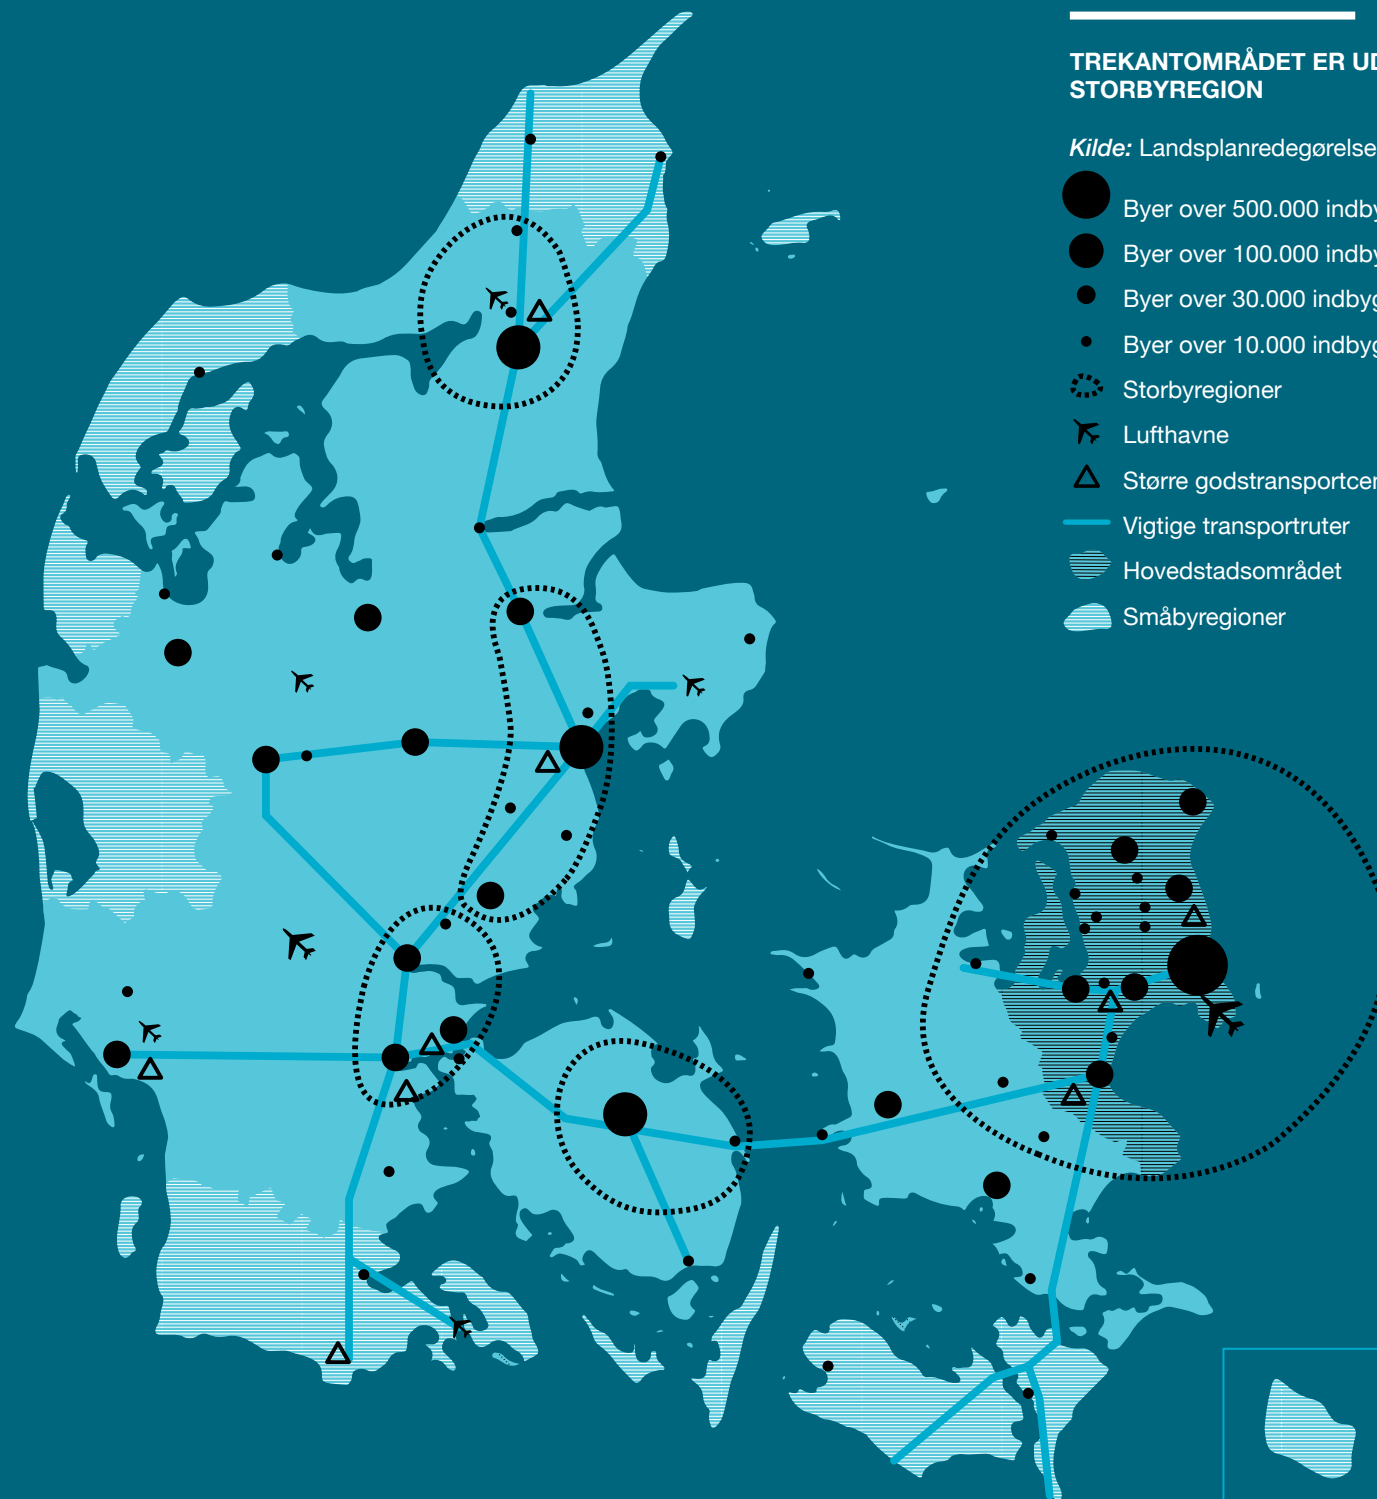 TREKANTOMRÅDET ER UD
STORBYREGION
Kilde: Landsplanredegørelse
Byer over 500.000 indby
Byer over 100.000 indby
Byer over 30.000 indbyg
Byer over 10.000 indbyg
Storbyregioner
Lufthavne
Større godstransportcen
Vigtige transportruter
Hovedstadsområdet
Småbyregioner